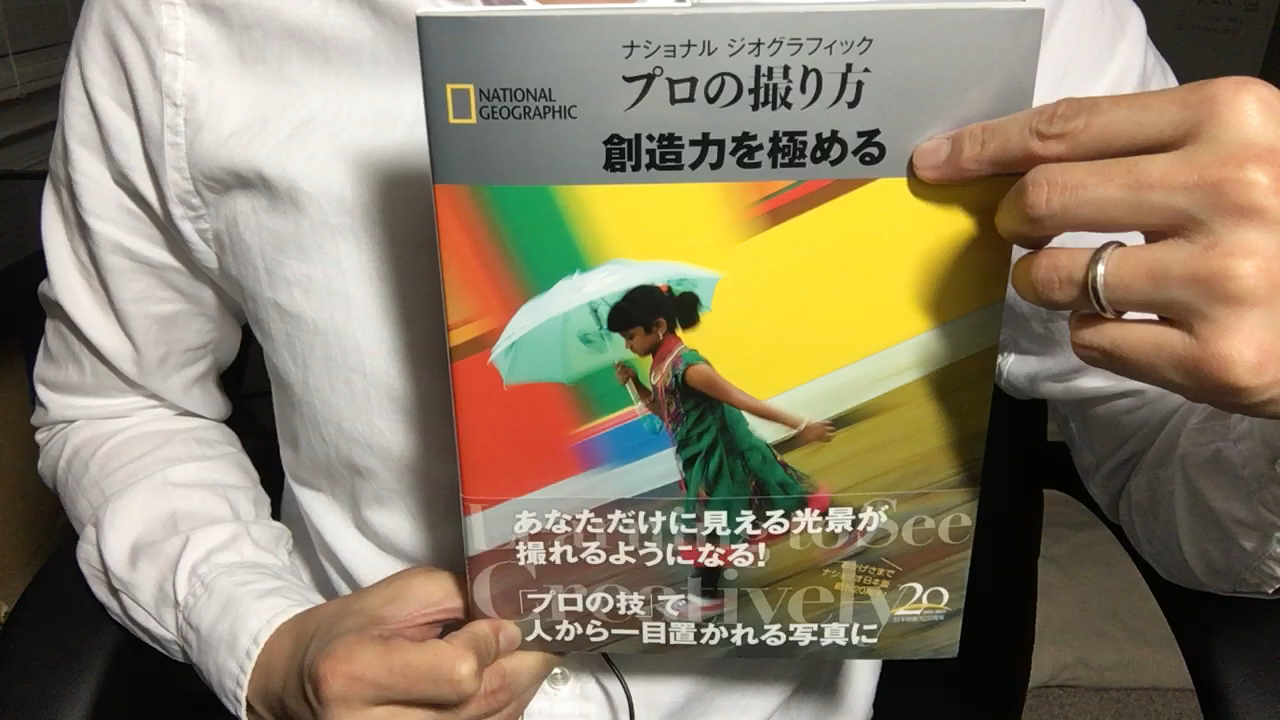 ナショナル ジオグラフィック
プロの撮り方
NATIONAL
GEOGRAPHIC
創造力を極める
あなただけに見える光景が
撮れるようになる!
to See
Creatively
「プロの技」で
人から一目置かれる写真に
20